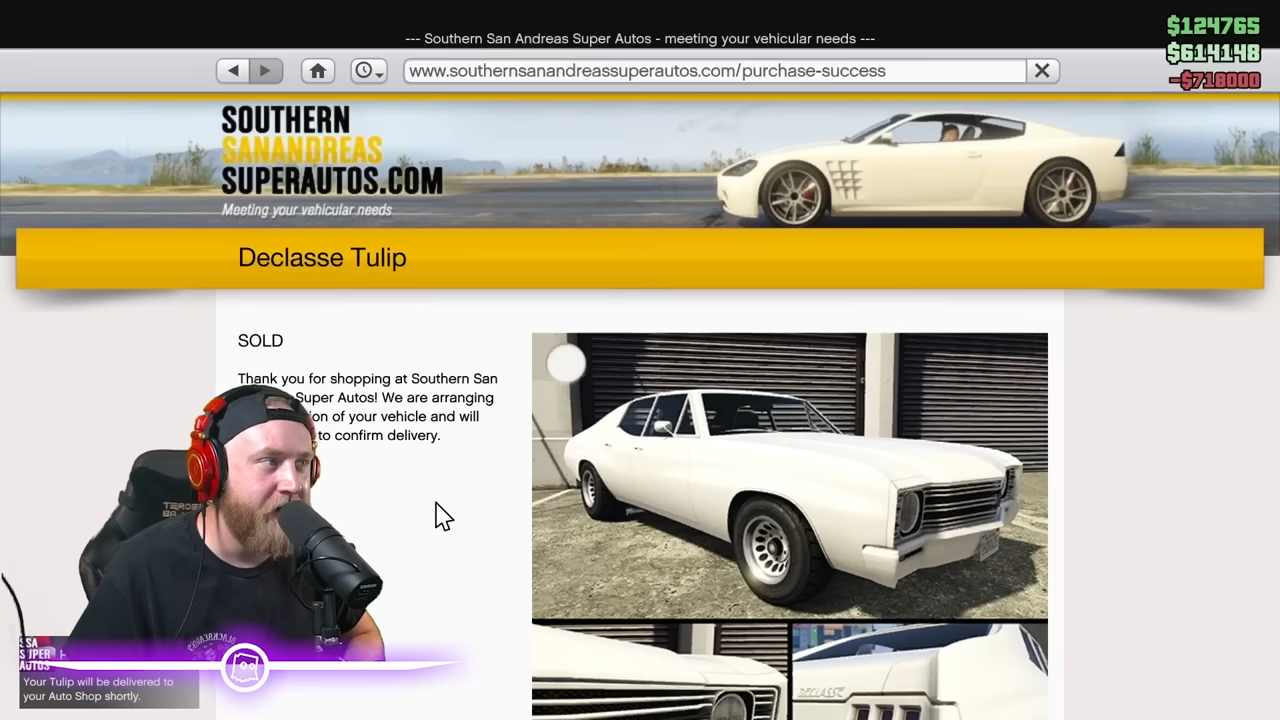 --- Southern San Andreas Super Autos - meeting your vehicular needs ---
$124765
$614148
-$718000
www.southernsanandreassuperautos.com/purchase-success
SOUTHERN
SANANDREAS
SUPERAUTOS.COM
Meeting your vehicular needs
Declasse Tulip
SOLD
Thank you for shopping at Southern San
Super Autos! We are arranging
of your vehicle and will
to confirm delivery.
DECLASSE
Your Tulip will be delivered to
your Auto Shop shortly.